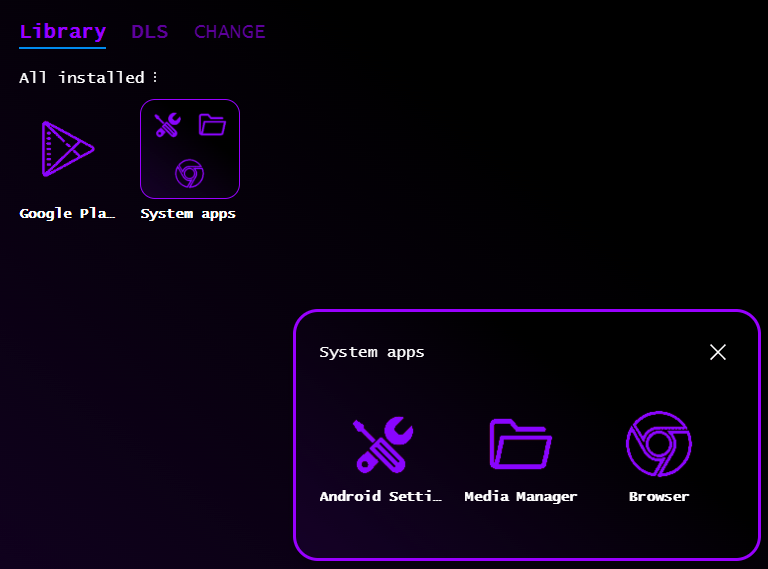 Library DLS CHANGE
All installed
Google Pla…
System apps
System apps
Android Setti…
Media Manager
Browser